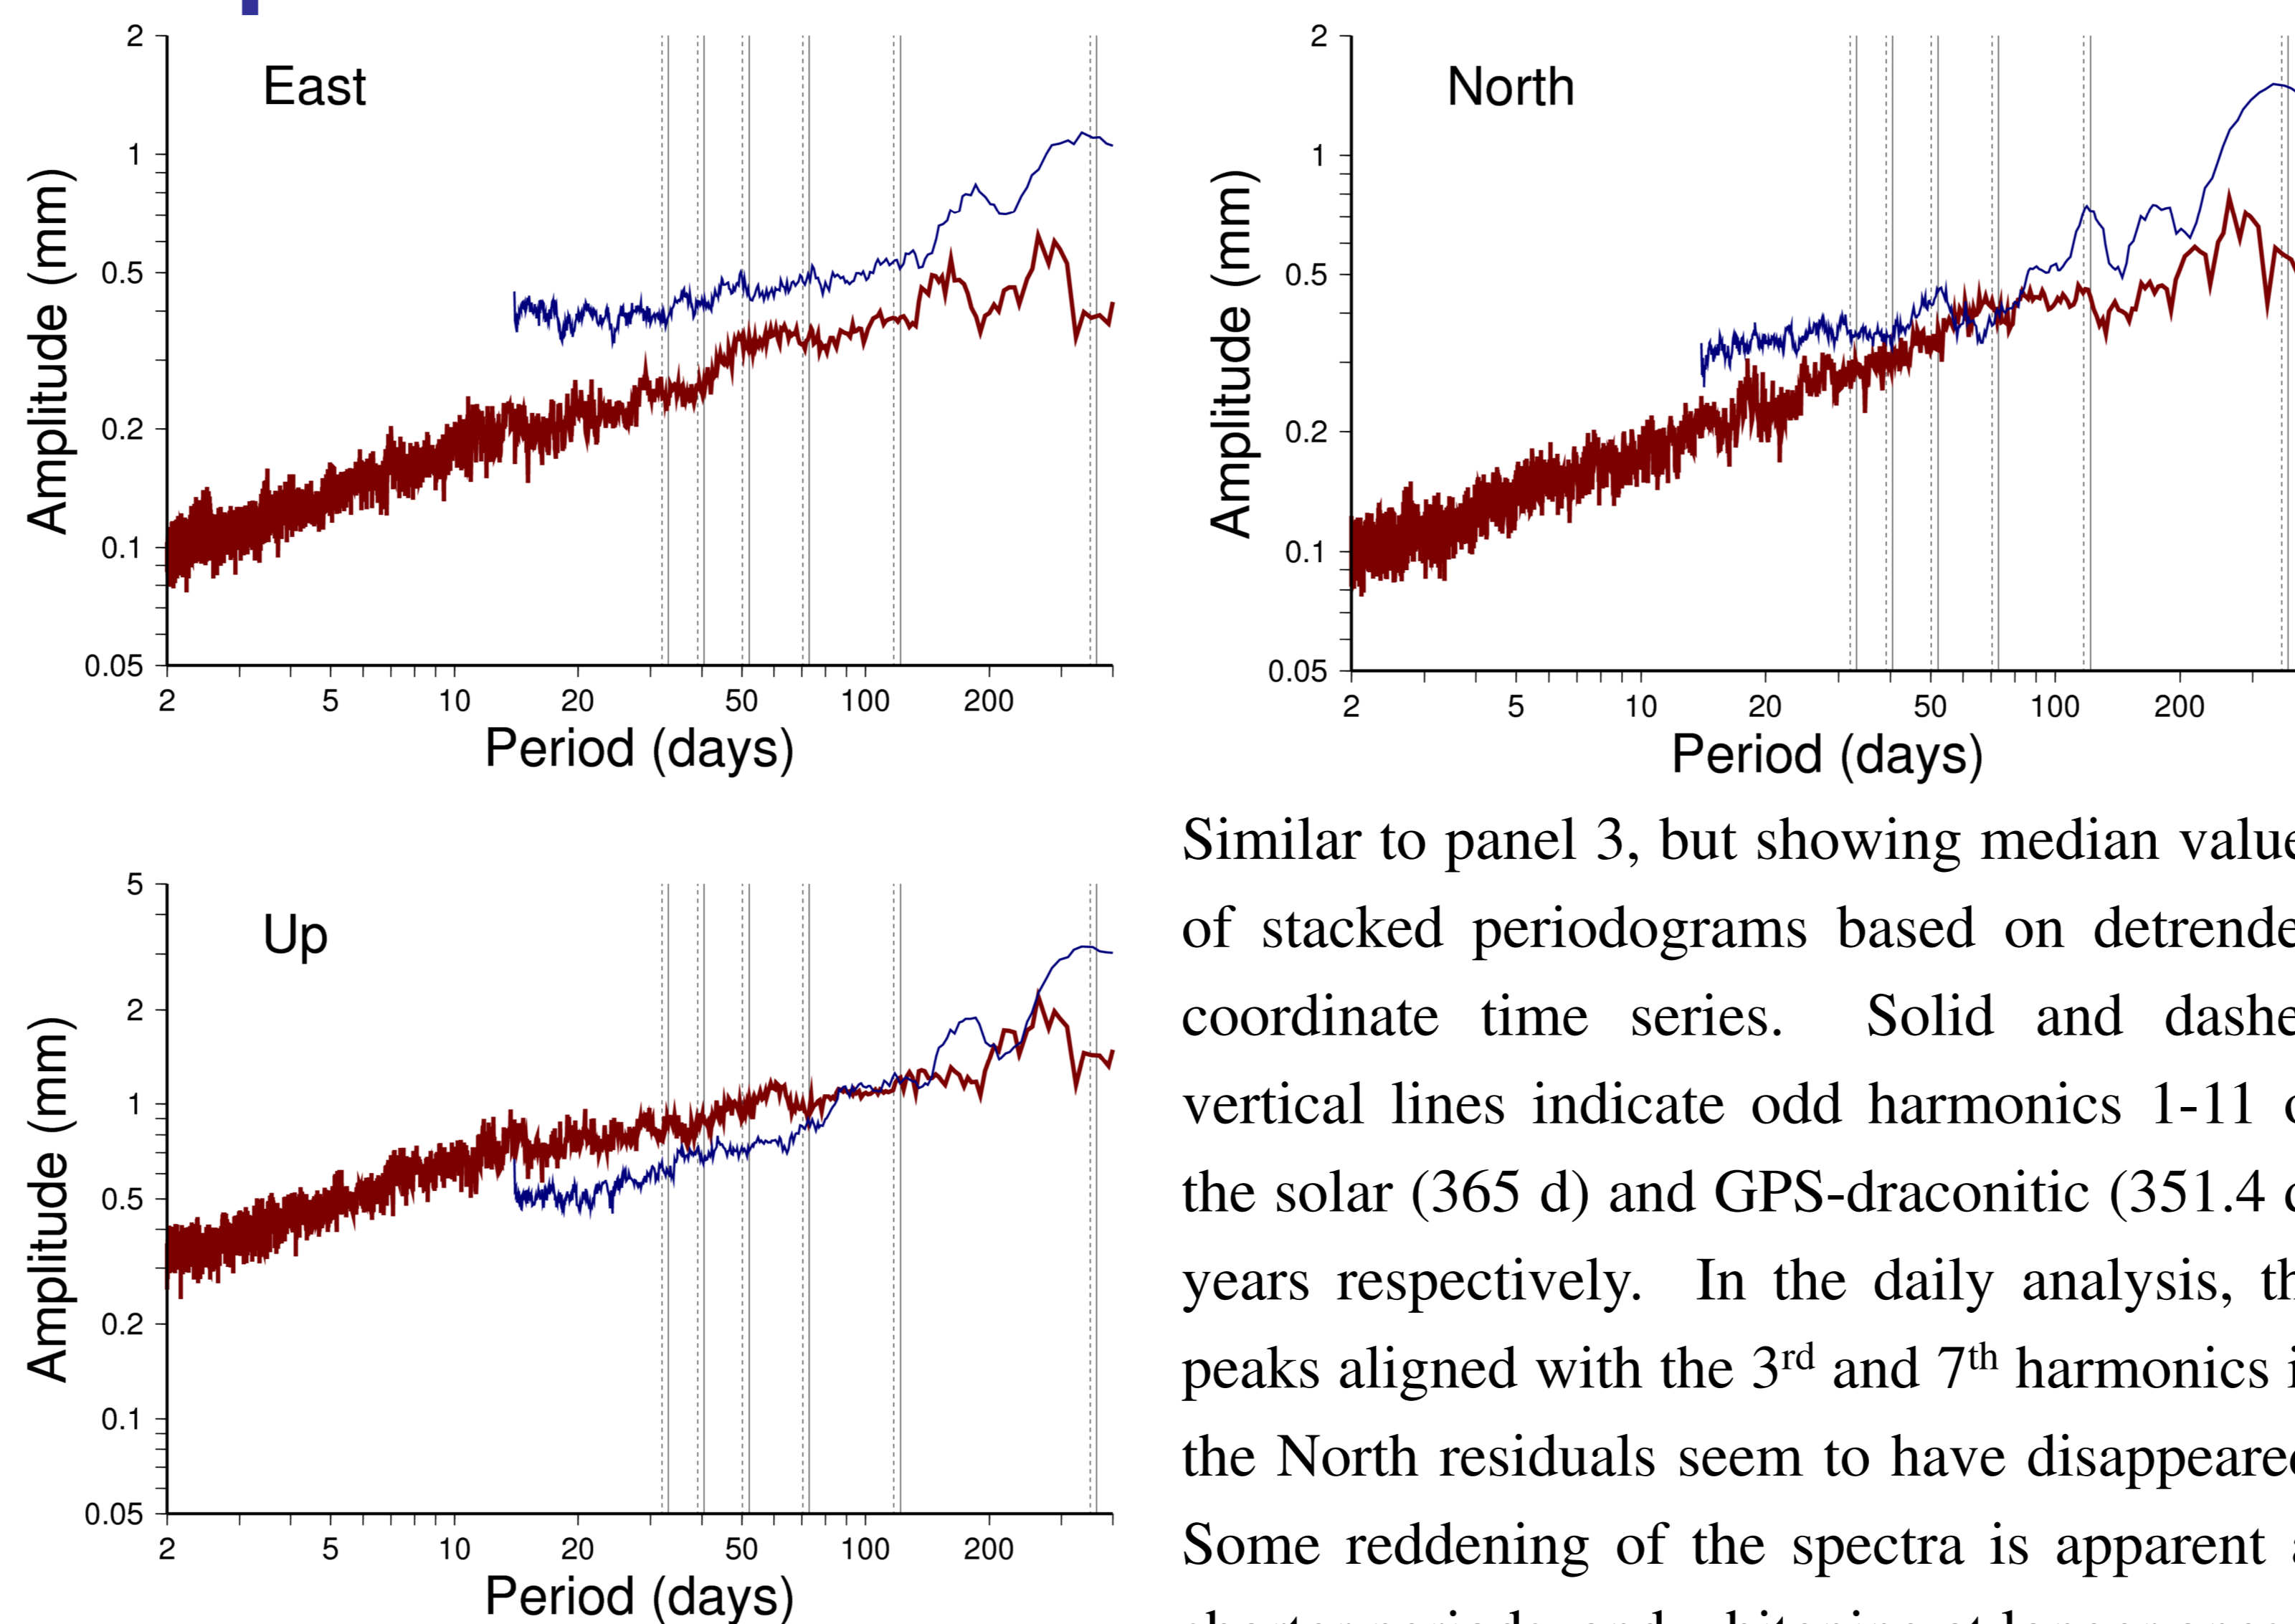 2
1
0.5
0.2
0.1
0.05
Amplitude (mm)
East
2 5 10 20 50 100 200
Period (days)
2
1
0.5
0.2
0.1
0.05
Amplitude (mm)
North
2 5 10 20 50 100 200
Period (days)
5
2
1
0.5
0.2
0.1
0.05
Amplitude (mm)
Up
2 5 10 20 50 100 200
Period (days)
Similar to panel 3, but showing median value
of stacked periodograms based on detrende
coordinate time series. Solid and dashe
vertical lines indicate odd harmonics 1-11 o
the solar (365 d) and GPS-draconitic (351.4 d
years respectively. In the daily analysis, th
peaks aligned with the 3rd and 7th harmonics i
the North residuals seem to have disappeared
Some reddening of the spectra is apparent a